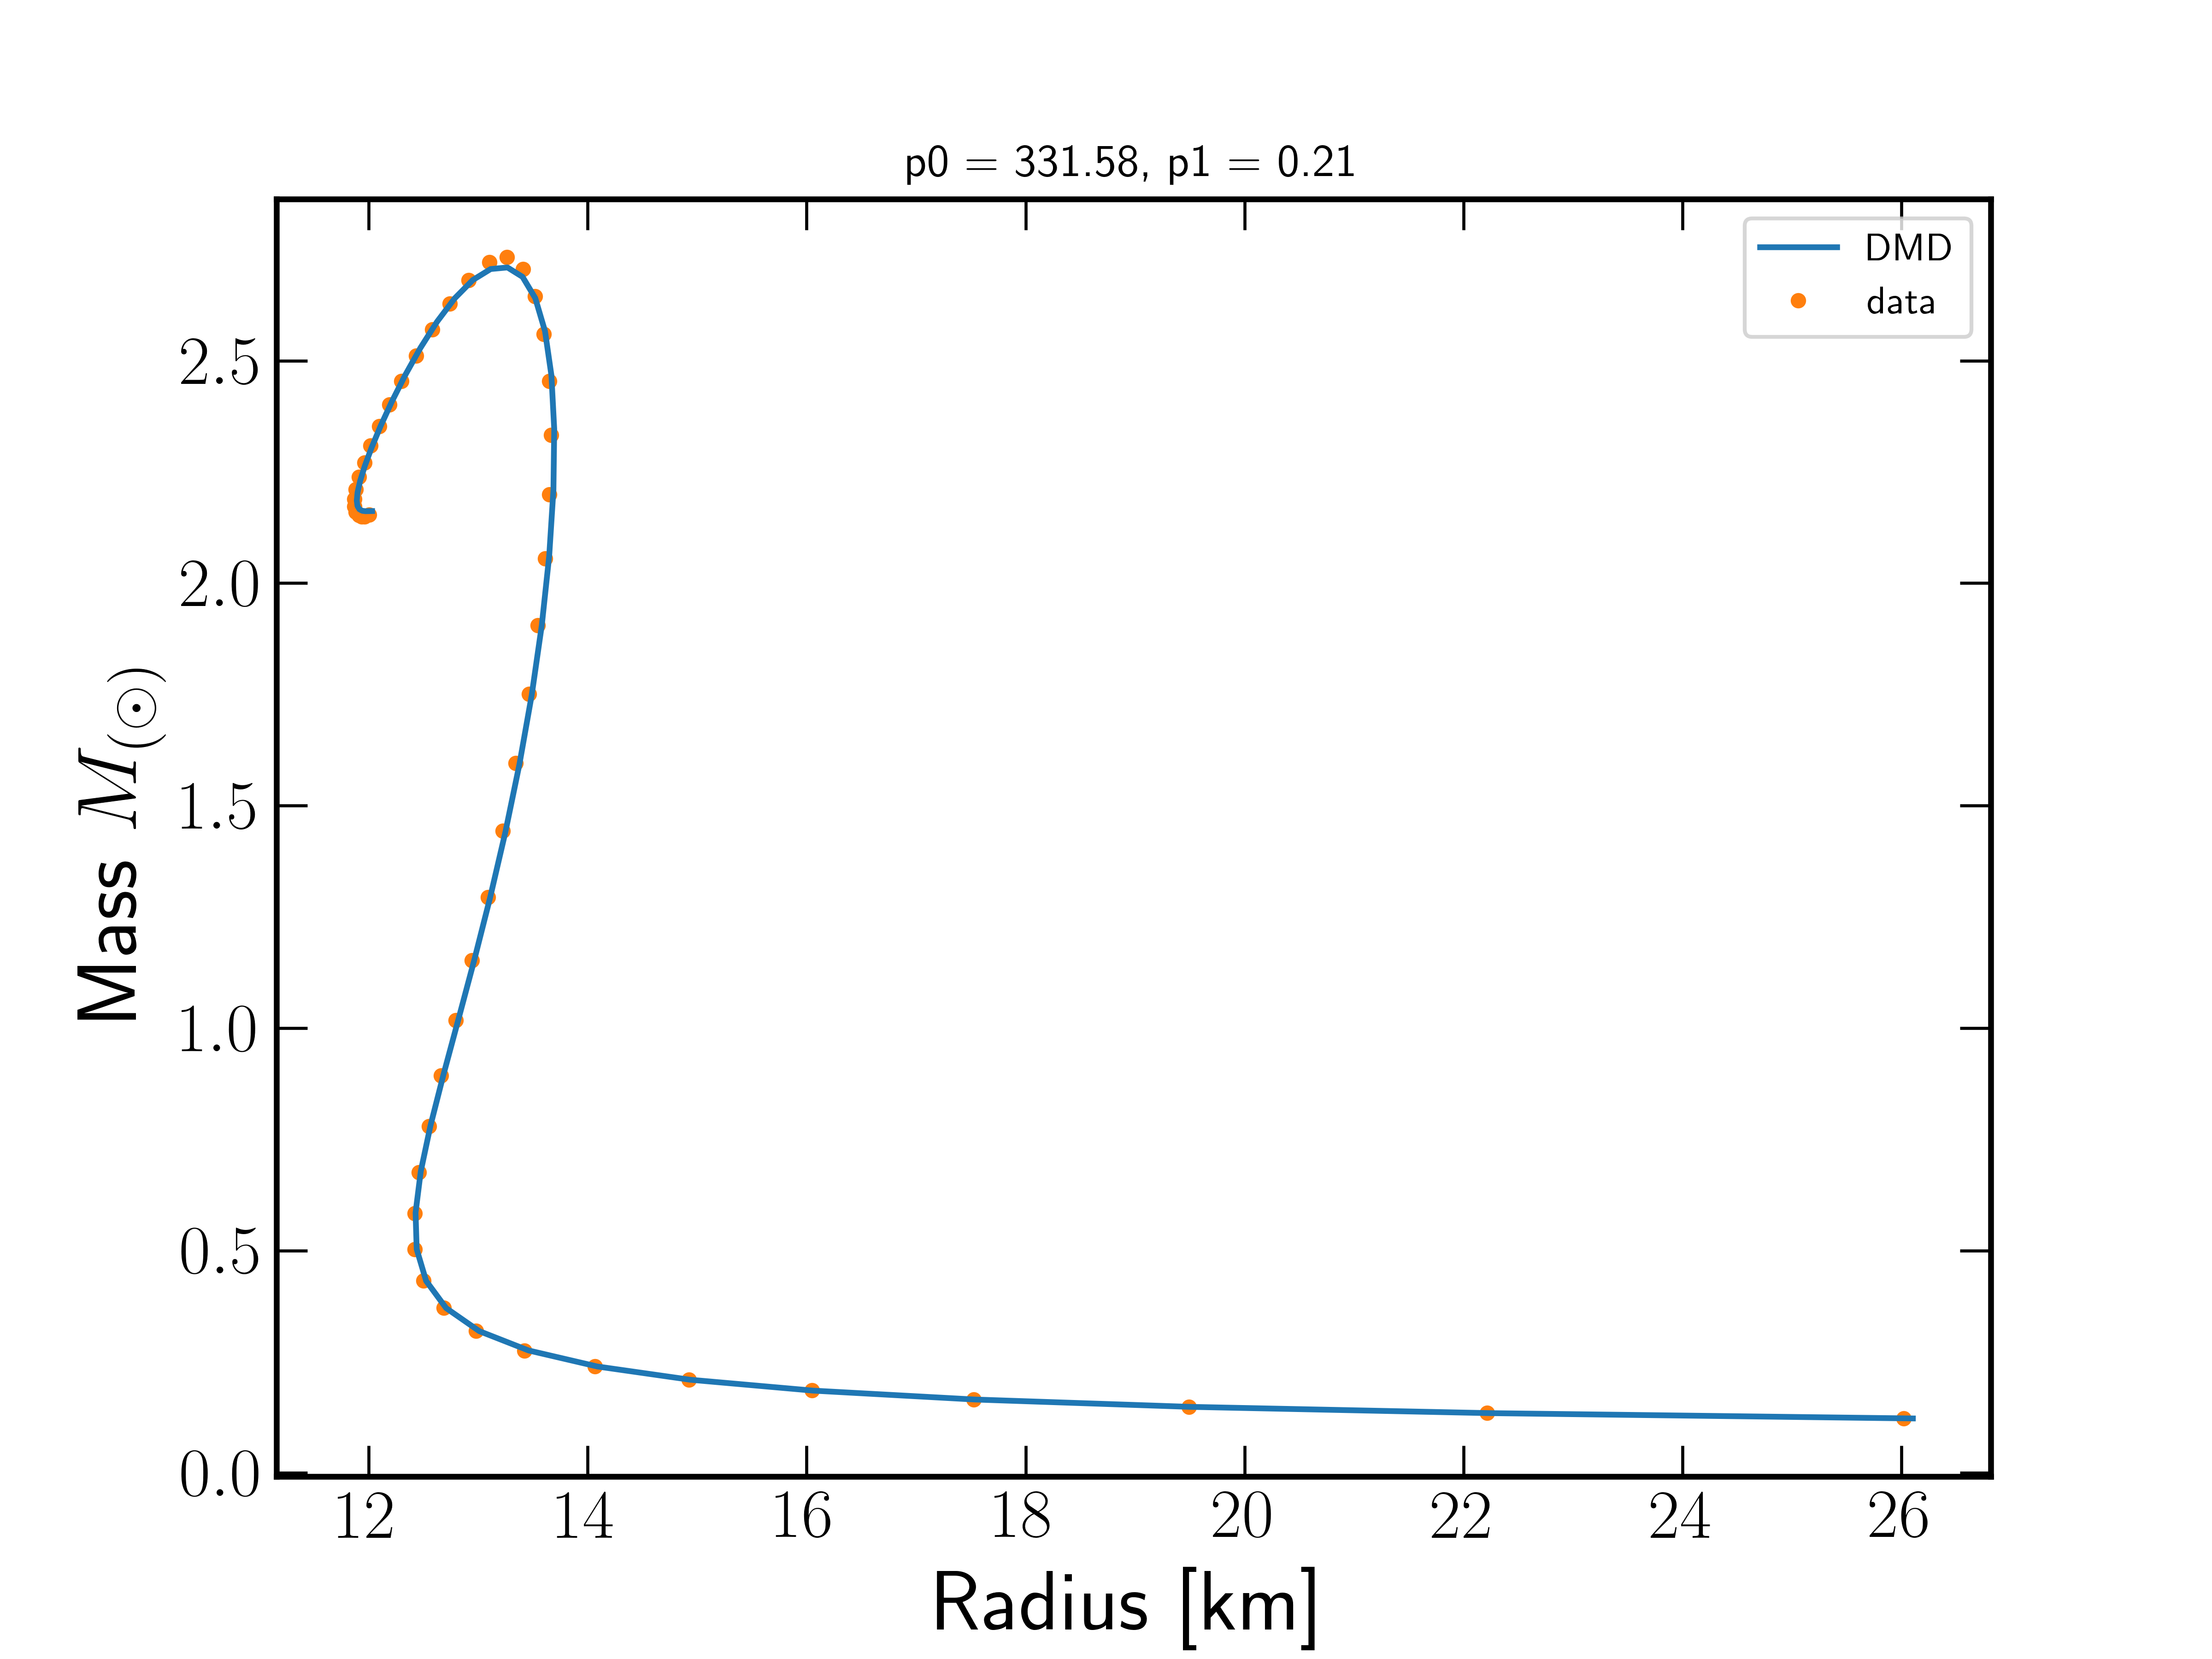 p0 = 331.58, p1 = 0.21
DMD
data
2.5
2.0
1.5
1.0
0.5
0.0
Mass M(⊙)
12 14 16 18 20 22 24 26
Radius [km]